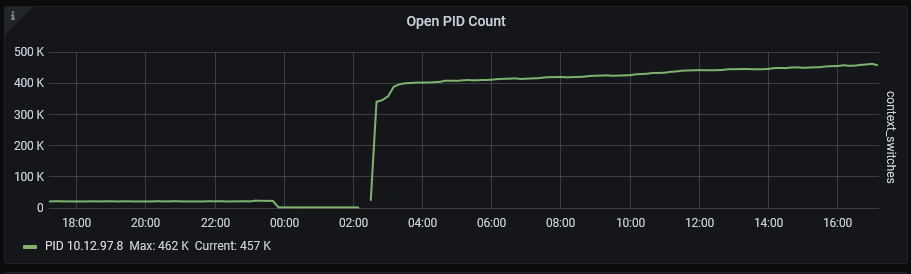 i
Open PID Count
500 K
400 K
300 K
200 K
100 K
0
context_switches
18:00 20:00 22:00 00:00 02:00 04:00 06:00 08:00 10:00 12:00 14:00 16:00
PID 10.12.97.8 Max: 462 K Current: 457 K